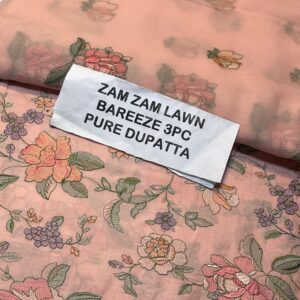 ZAM ZAM LAWN
BAREEZE 3PC
PURE DUPATTA